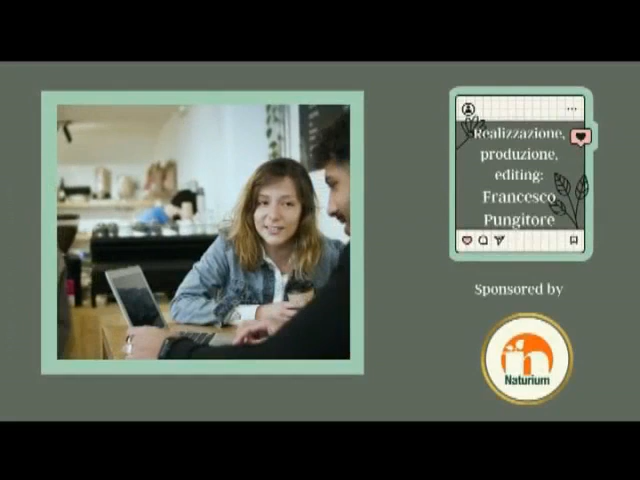 Realizzazione,
produzione,
editing:
Francesco
Pungitore
Sponsored by
Naturium